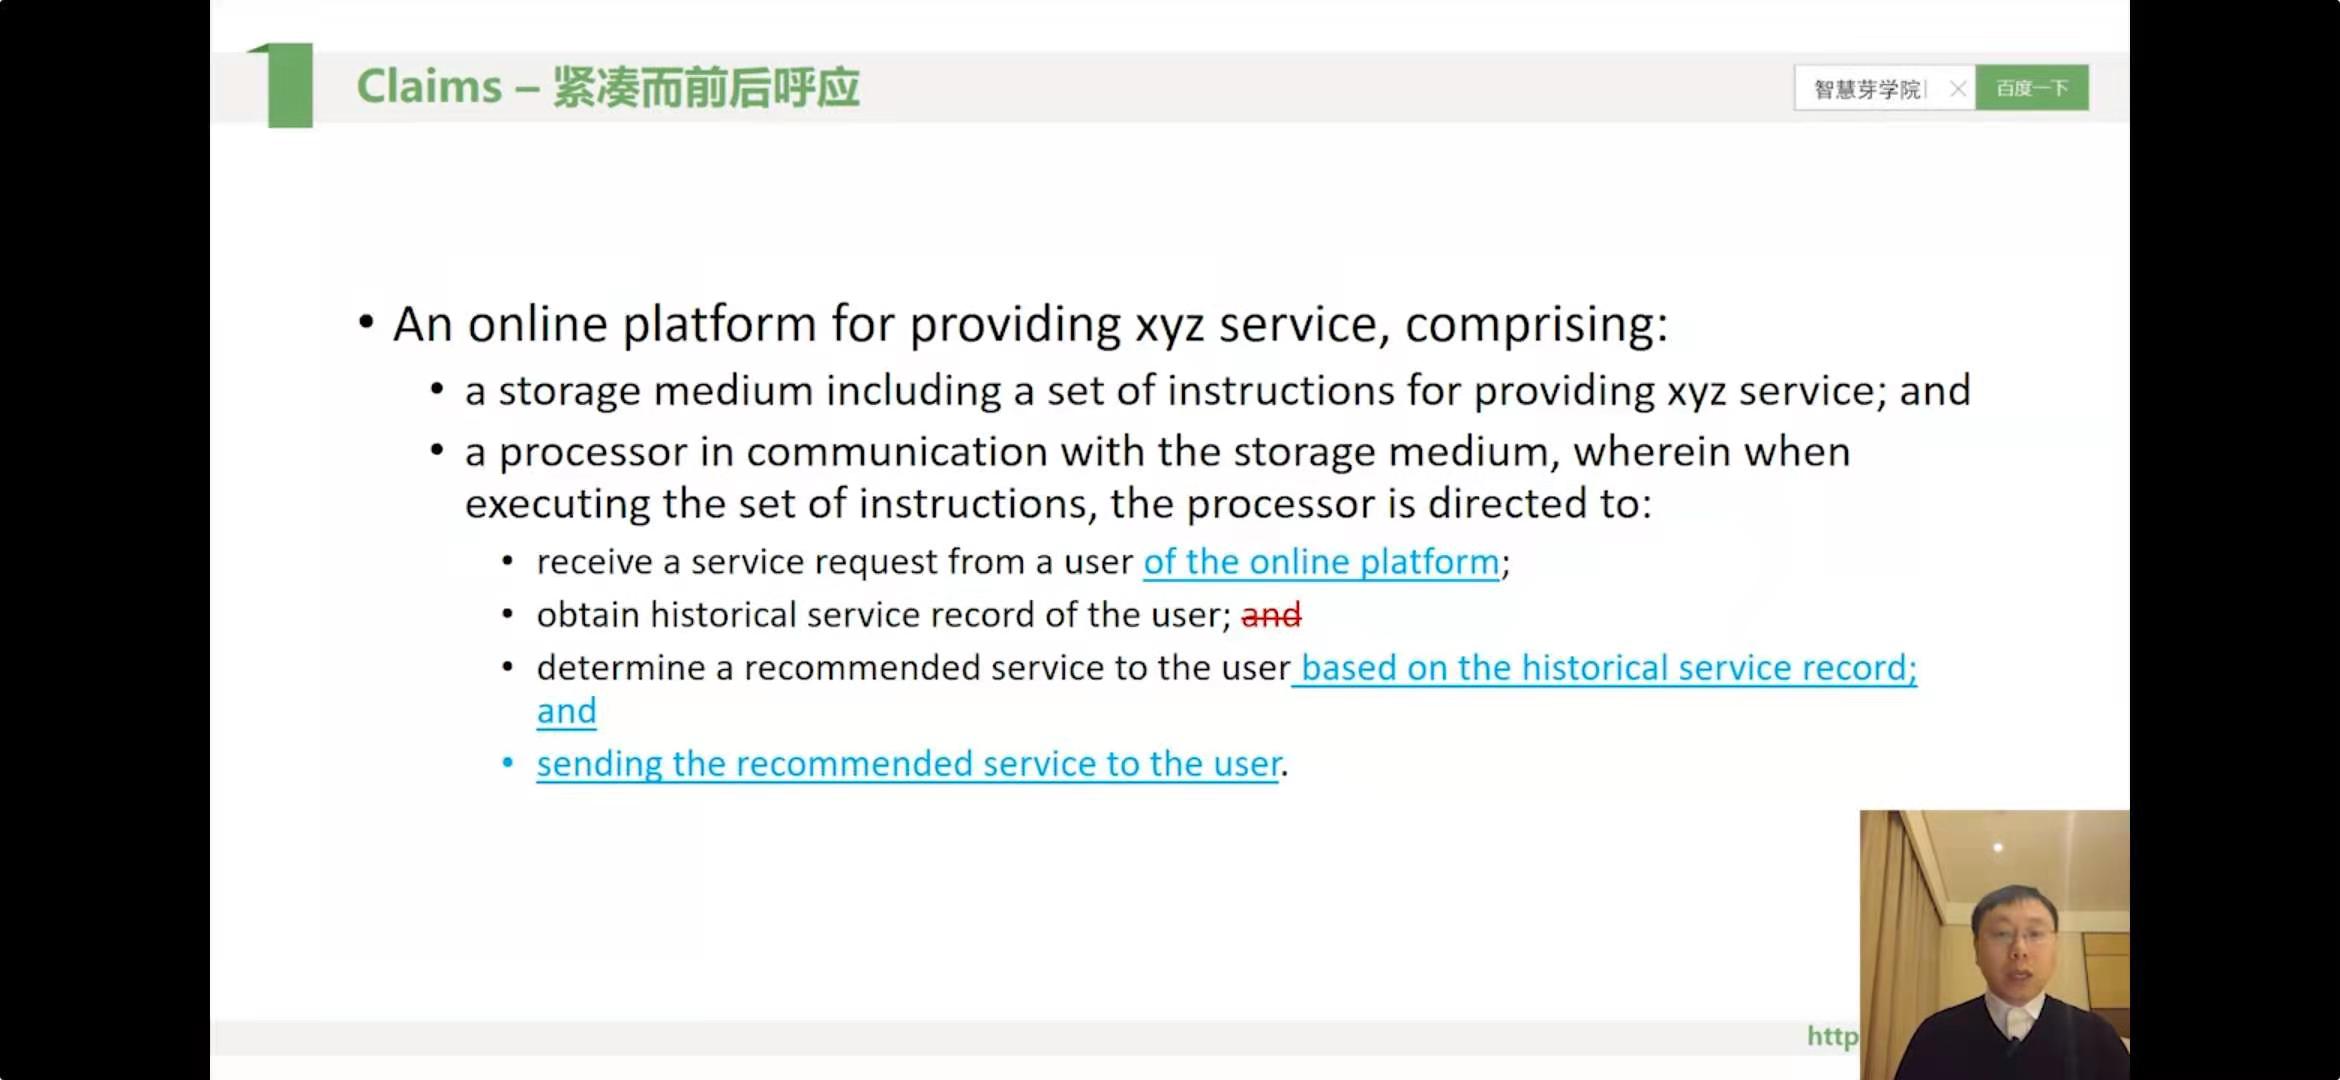 Claims – 紧凑而前后呼应
智慧芽学院
百度一下
• An online platform for providing xyz service, comprising:
• a storage medium including a set of instructions for providing xyz service; and
• a processor in communication with the storage medium, wherein when
executing the set of instructions, the processor is directed to:
• receive a service request from a user of the online platform;
• obtain historical service record of the user; and
• determine a recommended service to the user based on the historical service record;
and
• sending the recommended service to the user.
http